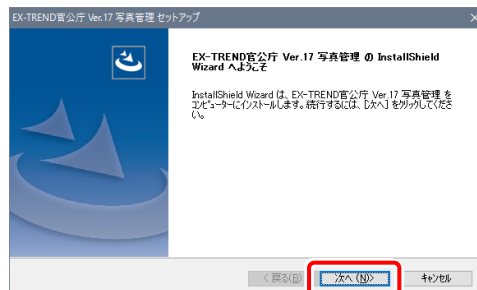 EX-TREND官公庁 Ver.17 写真管理 セットアップ
EX-TREND官公庁 Ver.17 写真管理 の InstallShield
Wizard へようこそ
InstallShield Wizard は、EX-TREND官公庁 Ver.17 写真管理 を
コンピューターにインストールします。続行するには、[次へ] をクリックしてくださ
い。
< 戻る(B)
次へ (N)>
キャンセル